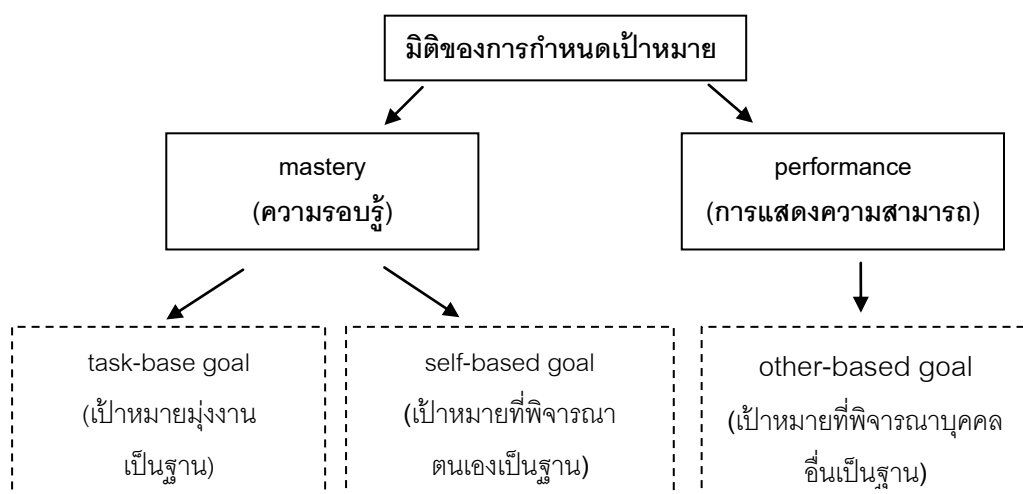 มิติของการกำหนดเป้าหมาย
mastery
(ความรอบรู้)
performance
(การแสดงความสามารถ)
task-base goal
(เป้าหมายมุ่งงาน
เป็นฐาน)
self-based goal
(เป้าหมายที่พิจารณา
ตนเองเป็นฐาน)
other-based goal
(เป้าหมายที่พิจารณาบุคคล
อื่นเป็นฐาน)